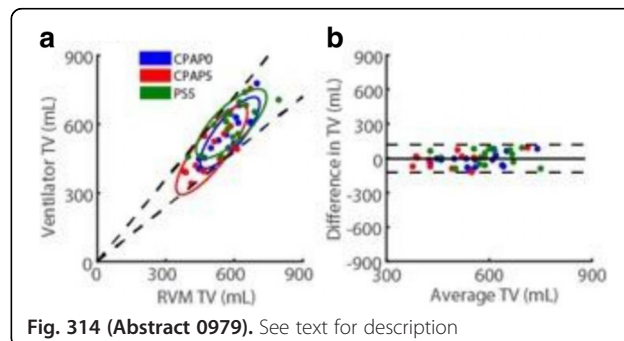 a
b
900
600
300
0
Ventilator TV (mL)
CPAP0
CPAP5
PS5
0
300
600
900
RVM TV (mL)
900
600
300
0
-300
-600
-900
Difference in TV (mL)
300
600
900
Average TV (mL)
Fig. 314 (Abstract 0979). See text for description